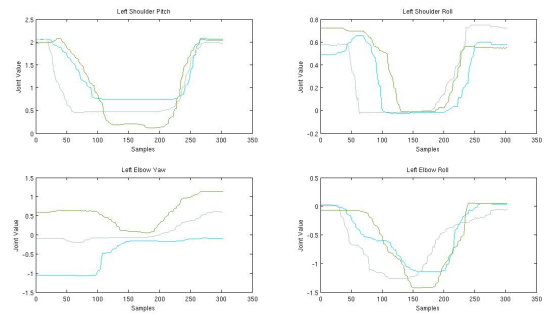 Left Shoulder Pitch
Left Shoulder Roll
2.5
2
1.5
1
0.5
0
0.8
0.6
0.4
0.2
0
-0.2
Joint Value
Joint Value
0 50 100 150 200 250 300 350
0 50 100 150 200 250 300 350
Samples
Samples
Left Elbow Yaw
Left Elbow Roll
1.5
1
0.5
0
-0.5
-1
-1.5
0.5
0
-0.5
-1
-1.5
Joint Value
Joint Value
0 50 100 150 200 250 300 350
0 50 100 150 200 250 300 350
Samples
Samples